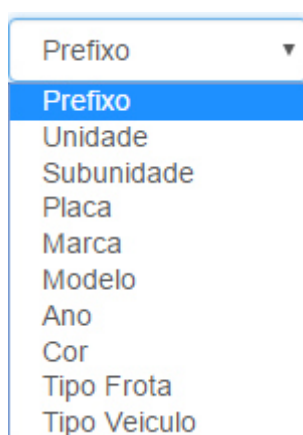 Prefixo
Prefixo
Unidade
Subunidade
Placa
Marca
Modelo
Ano
Cor
Tipo Frota
Tipo Veiculo